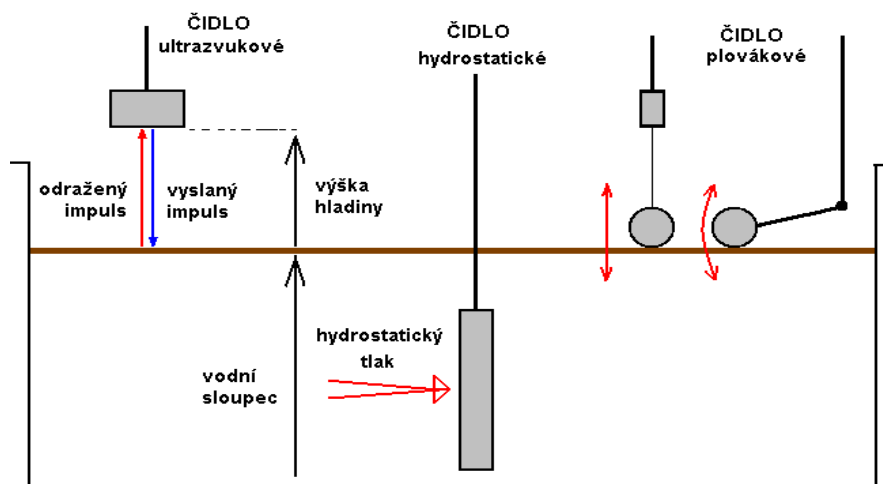 ČIDLO
ultrazvukové
ČIDLO
hydrostatické
ČIDLO
plovákové
odražený
impuls
vyslaný
impuls
výška
hladiny
hydrostatický
tlak
vodní
sloupec